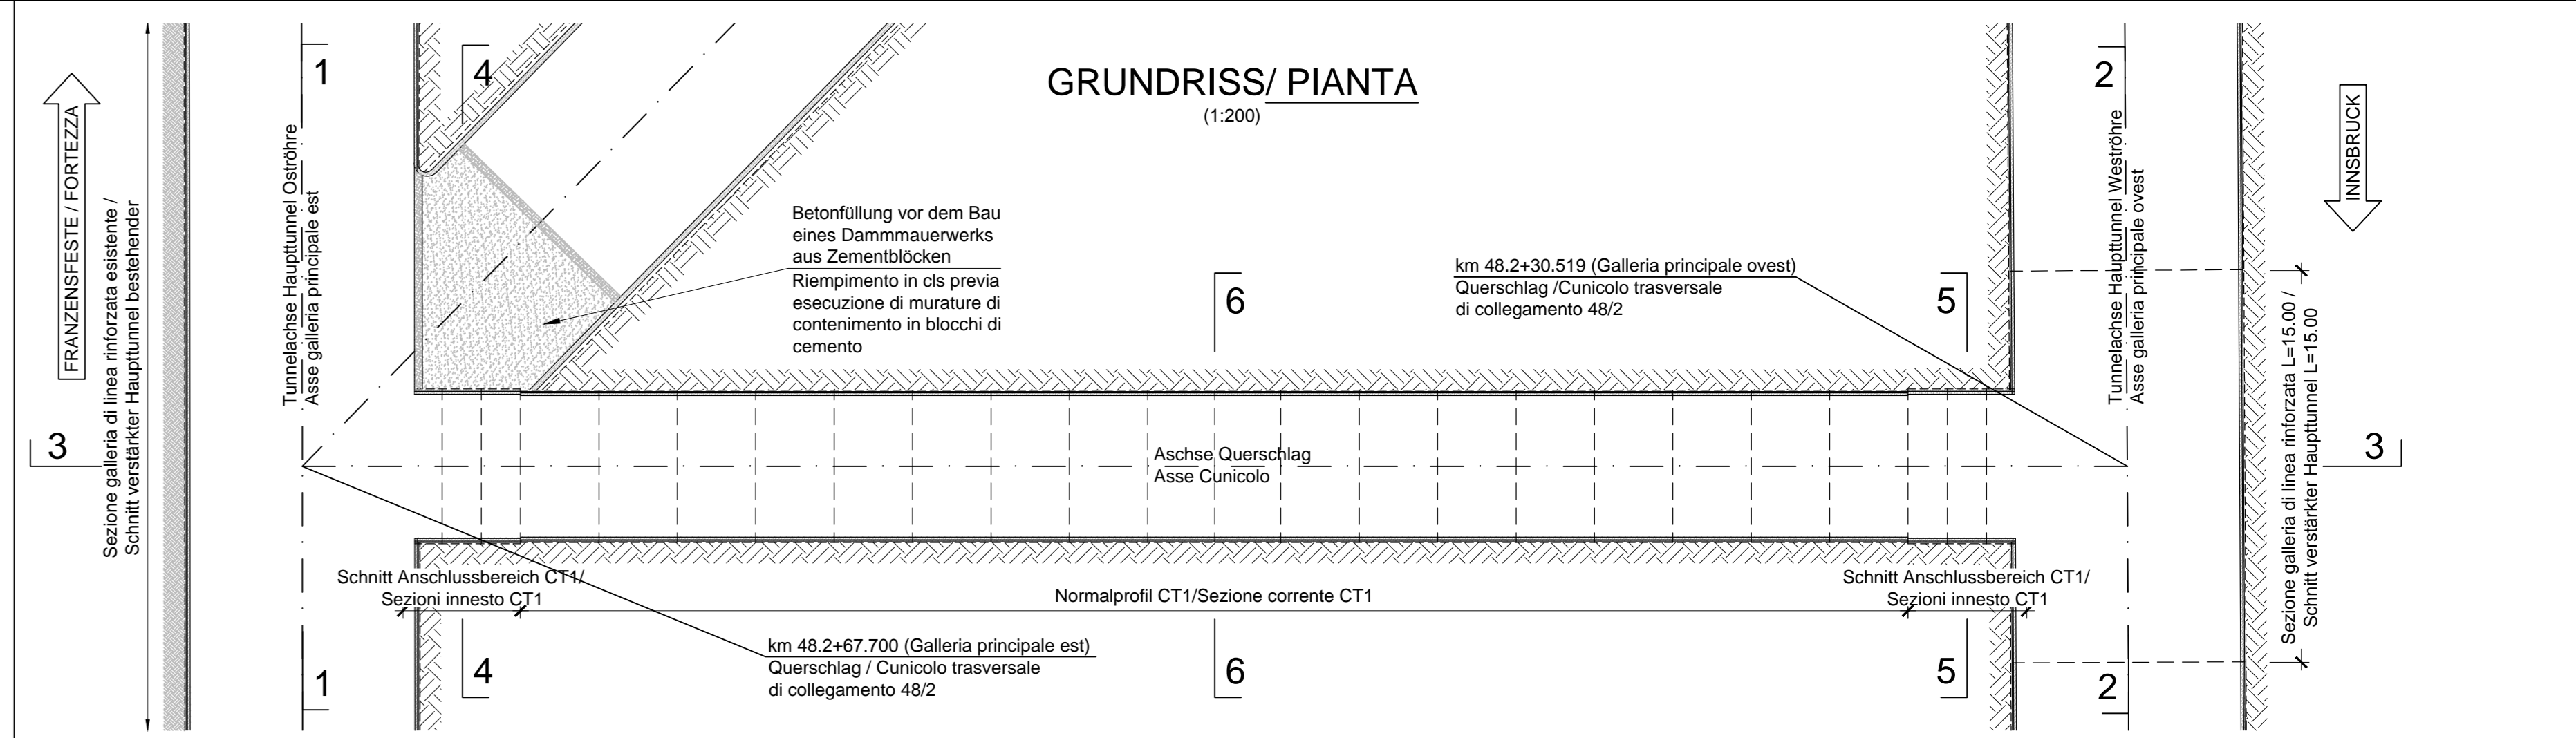 GRUNDRISS/ PIANTA
(1:200)
FRANZENSFESTE / FORTEZZA
Sezione galleria di linea rinforzata esistente /
Schnitt verstärkter Haupttunnel bestehender
Tunnelachse Haupttunnel Oströhre
Asse galleria principale est
1
4
Betonfüllung vor dem Bau
eines Dammmauerwerks
aus Zementblöcken
Riempimento in cls previa
esecuzione di murature di
contenimento in blocchi di
cemento
6
km 48.2+30.519 (Galleria principale ovest)
Querschlag /Cunicolo trasversale
di collegamento 48/2
5
2
Tunnelachse Haupttunnel Weströhre
Asse galleria principale ovest
INNSBRUCK
Sezione galleria di linea rinforzata L=15.00 /
Schnitt verstärkter Haupttunnel L=15.00
3
3
Aschse Querschlag
Asse Cunicolo
Schnitt Anschlussbereich CT1/
Sezioni innesto CT1
Normalprofil CT1/Sezione corrente CT1
Schnitt Anschlussbereich CT1/
Sezioni innesto CT1
km 48.2+67.700 (Galleria principale est)
Querschlag / Cunicolo trasversale
di collegamento 48/2
1
4
6
5
2